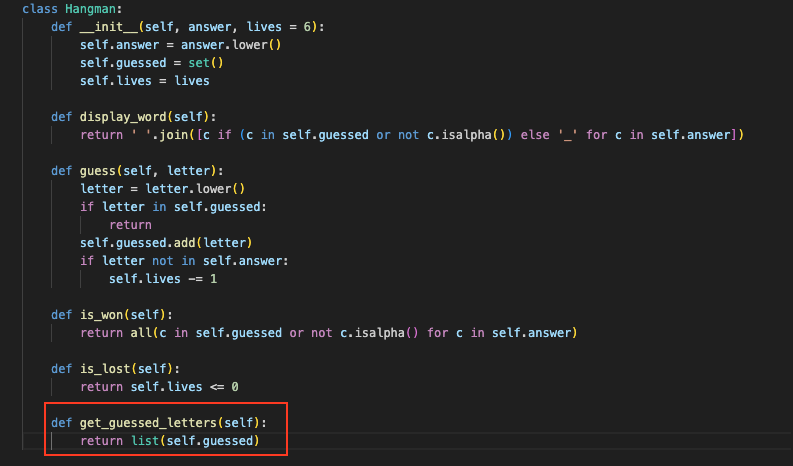 class Hangman:
    def __init__(self, answer, lives = 6):
        self.answer = answer.lower()
        self.guessed = set()
        self.lives = lives
    def display_word(self):
        return ' '.join([c if (c in self.guessed or not c.isalpha()) else '_' for c in self.answer])
    def guess(self, letter):
        letter = letter.lower()
        if letter in self.guessed:
            return
        self.guessed.add(letter)
        if letter not in self.answer:
            self.lives -= 1
    def is_won(self):
        return all(c in self.guessed or not c.isalpha() for c in self.answer)
    def is_lost(self):
        return self.lives <= 0
    def get_guessed_letters(self):
        return list(self.guessed)